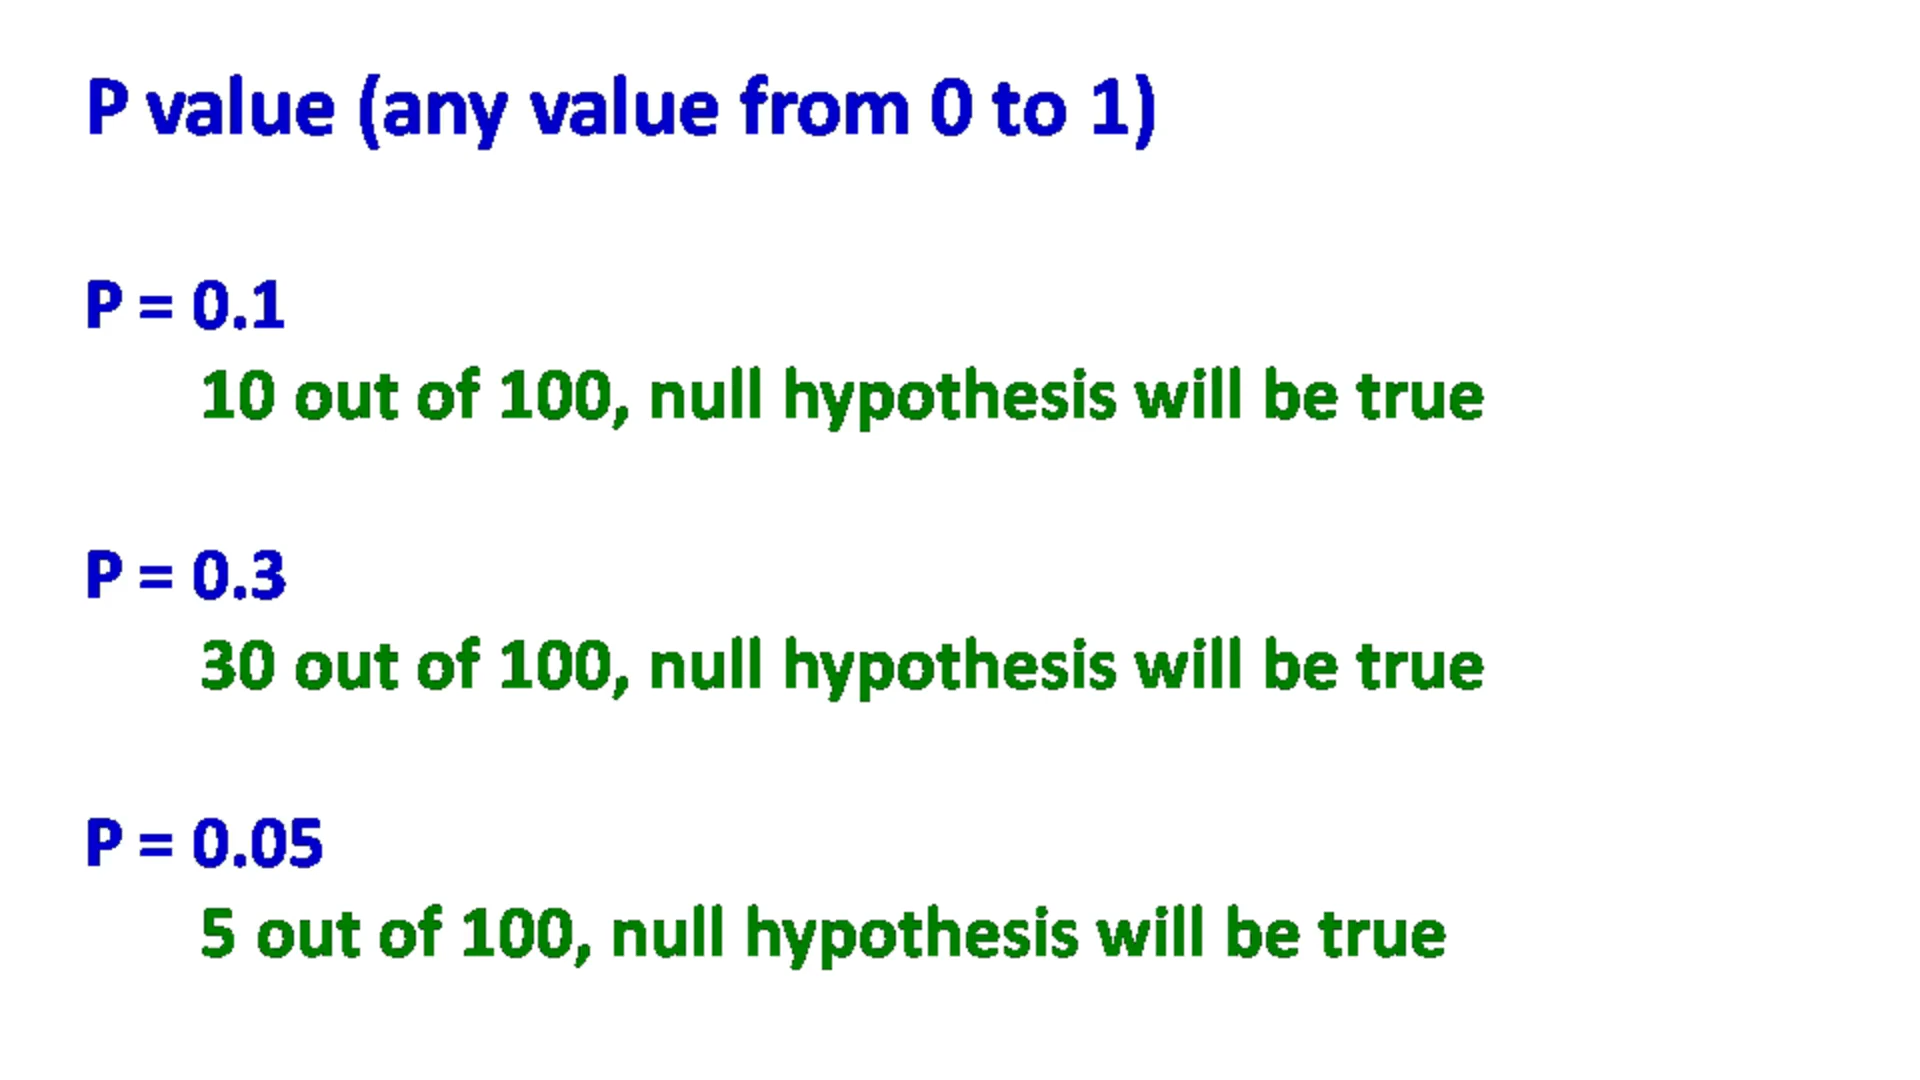 P value (any value from 0 to 1)
P = 0.1
10 out of 100, null hypothesis will be true
P = 0.3
30 out of 100, null hypothesis will be true
P = 0.05
5 out of 100, null hypothesis will be true